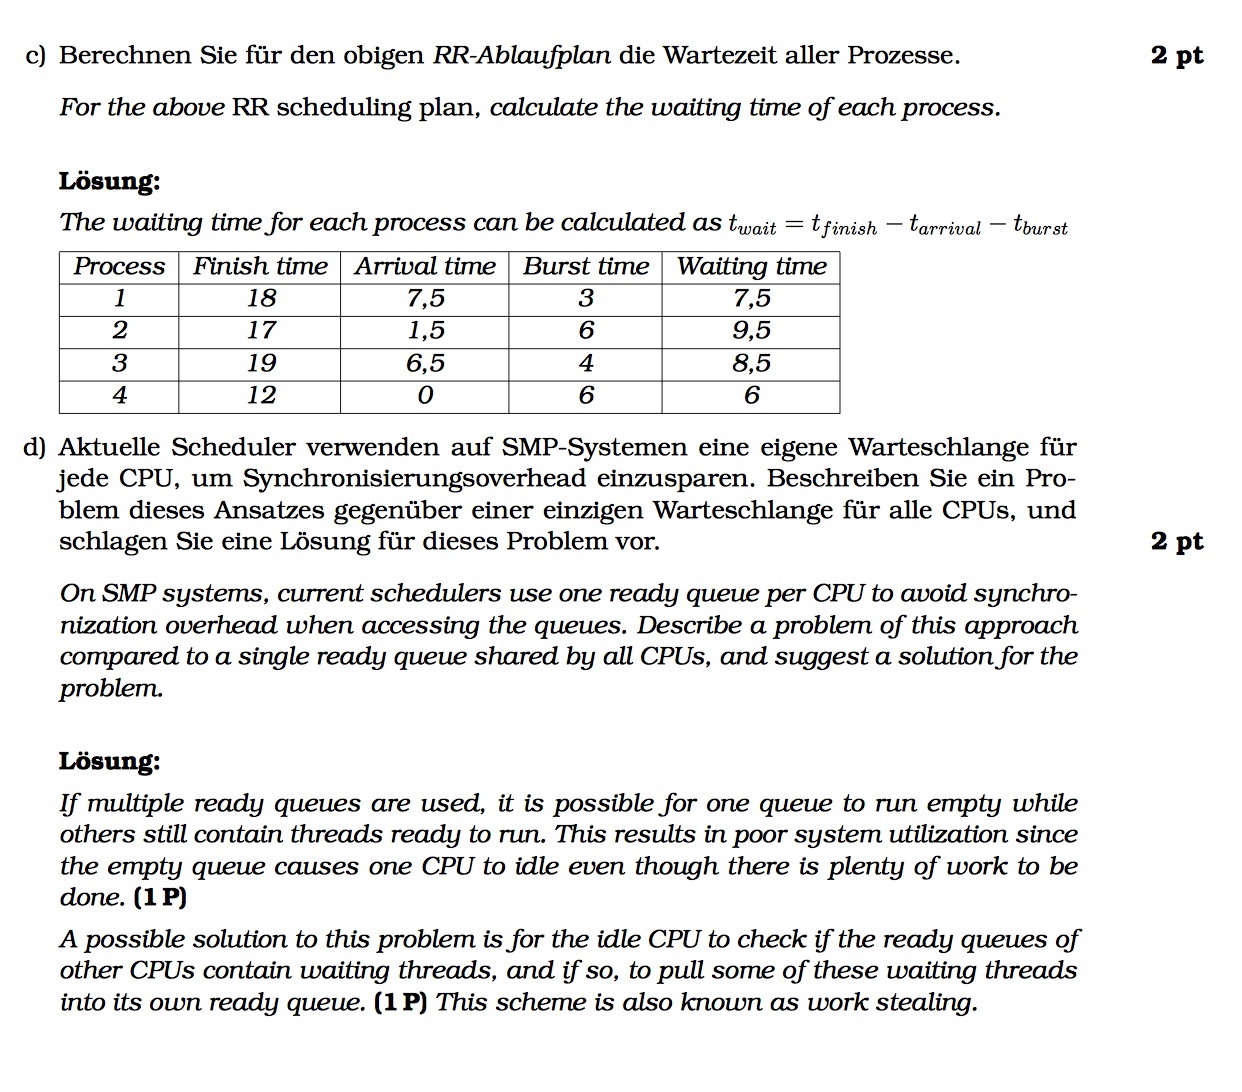 c) Berechnen Sie für den obigen RR-Ablaufplan die Wartezeit aller Prozesse. 2 pt
For the above RR scheduling plan, calculate the waiting time of each process.
Lösung:
The waiting time for each process can be calculated as t_wait = t_finish − t_arrival − t_burst
Process Finish time Arrival time Burst time Waiting time
1 18 7,5 3 7,5
2 17 1,5 6 9,5
3 19 6,5 4 8,5
4 12 0 6 6
d) Aktuelle Scheduler verwenden auf SMP-Systemen eine eigene Warteschlange für
jede CPU, um Synchronisierungsoverhead einzusparen. Beschreiben Sie ein Pro-
blem dieses Ansatzes gegenüber einer einzigen Warteschlange für alle CPUs, und
schlagen Sie eine Lösung für dieses Problem vor. 2 pt
On SMP systems, current schedulers use one ready queue per CPU to avoid synchro-
nization overhead when accessing the queues. Describe a problem of this approach
compared to a single ready queue shared by all CPUs, and suggest a solution for the
problem.
Lösung:
If multiple ready queues are used, it is possible for one queue to run empty while
others still contain threads ready to run. This results in poor system utilization since
the empty queue causes one CPU to idle even though there is plenty of work to be
done. (1 P)
A possible solution to this problem is for the idle CPU to check if the ready queues of
other CPUs contain waiting threads, and if so, to pull some of these waiting threads
into its own ready queue. (1 P) This scheme is also known as work stealing.